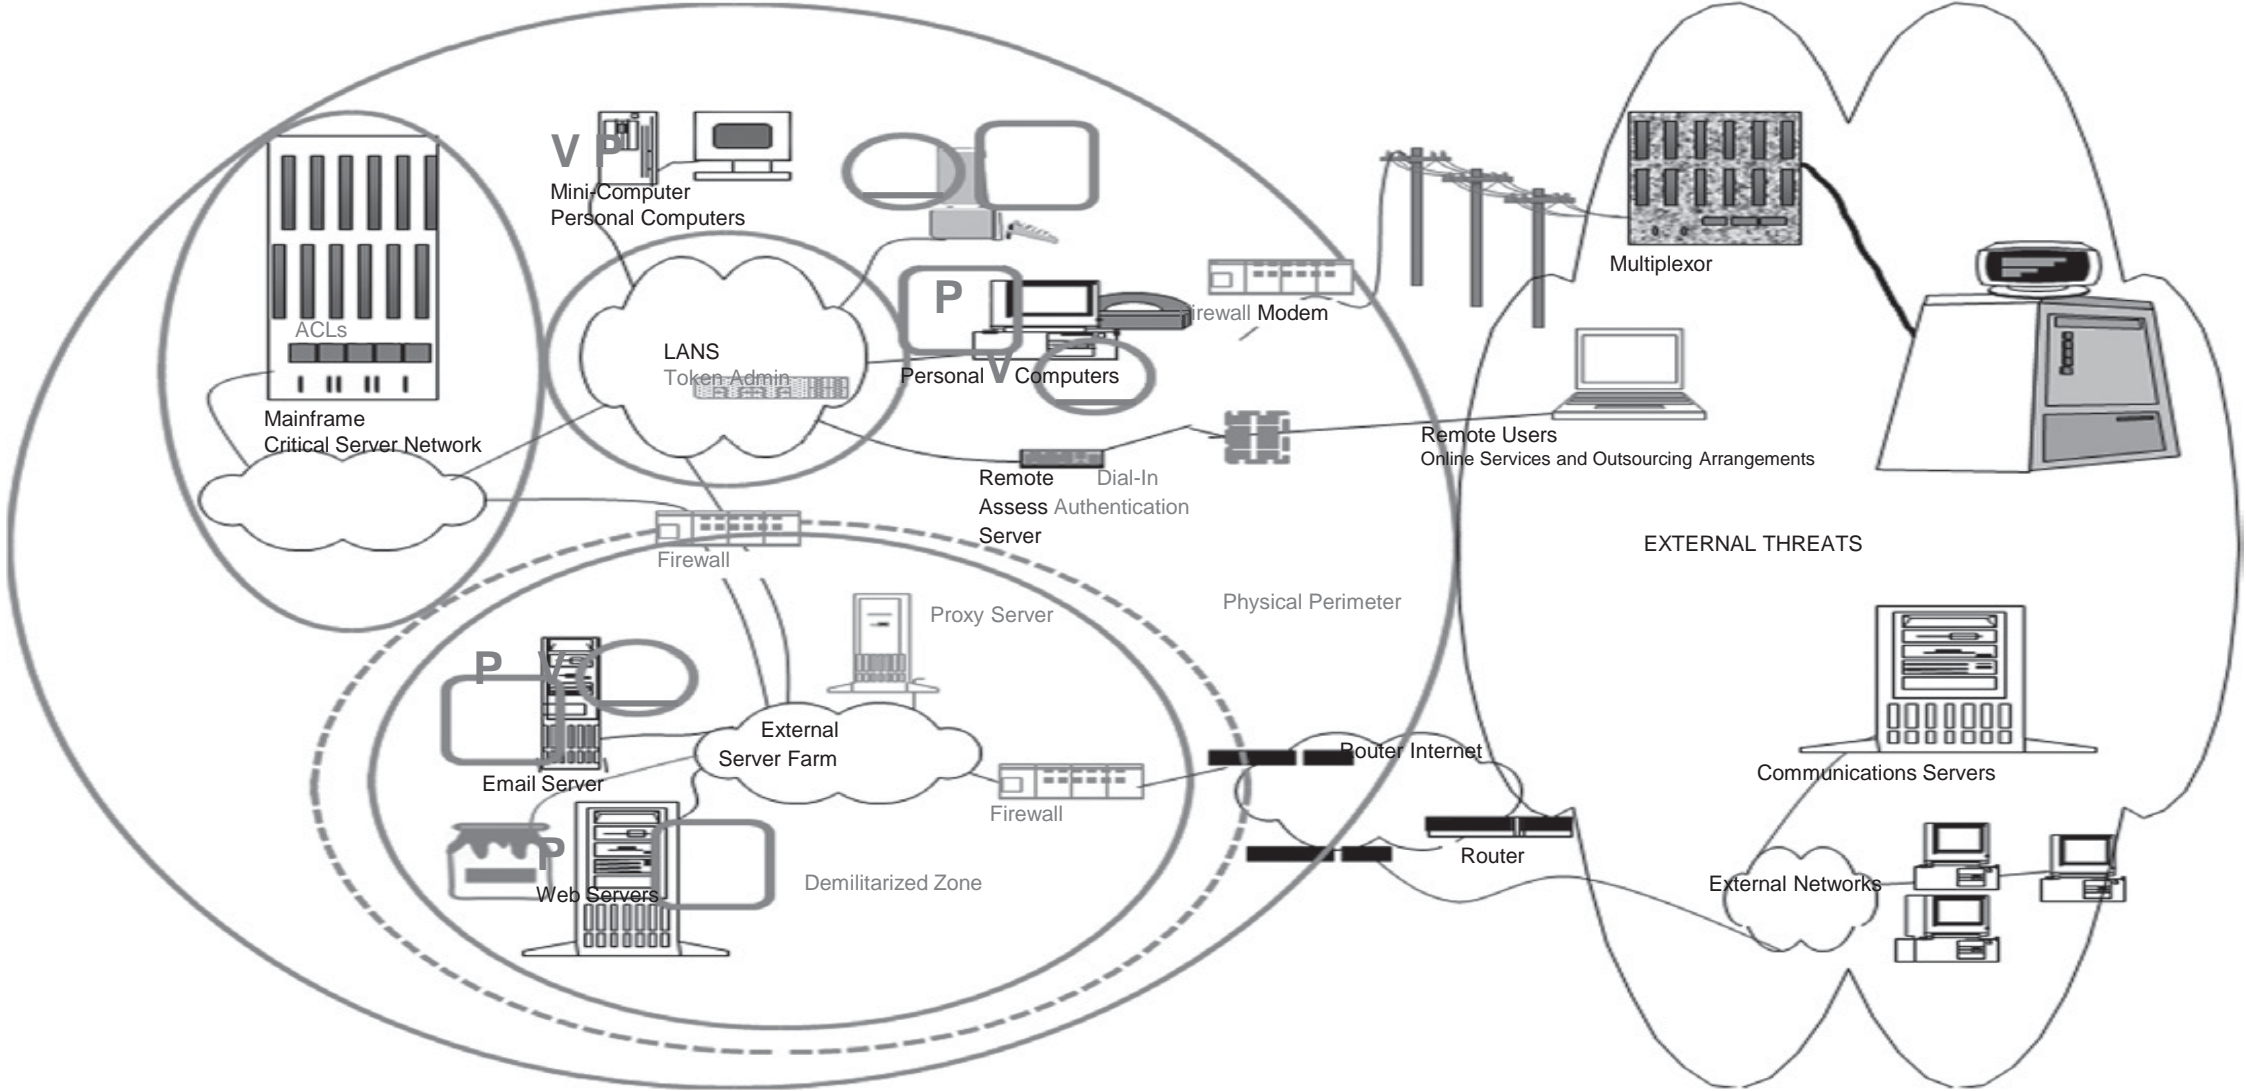 V P
Mini-Computer
Personal Computers
ACLs
Mainframe
Critical Server Network
LANS
Token Admin
P
Personal V Computers
irewall Modem
Multiplexor
Remote Dial-In
Assess Authentication
Server
Remote Users
Online Services and Outsourcing Arrangements
EXTERNAL THREATS
Firewall
Physical Perimeter
Proxy Server
P V
Email Server
External
Server Farm
Firewall
P
Web Servers
Demilitarized Zone
Router Internet
Router
Communications Servers
External Networks